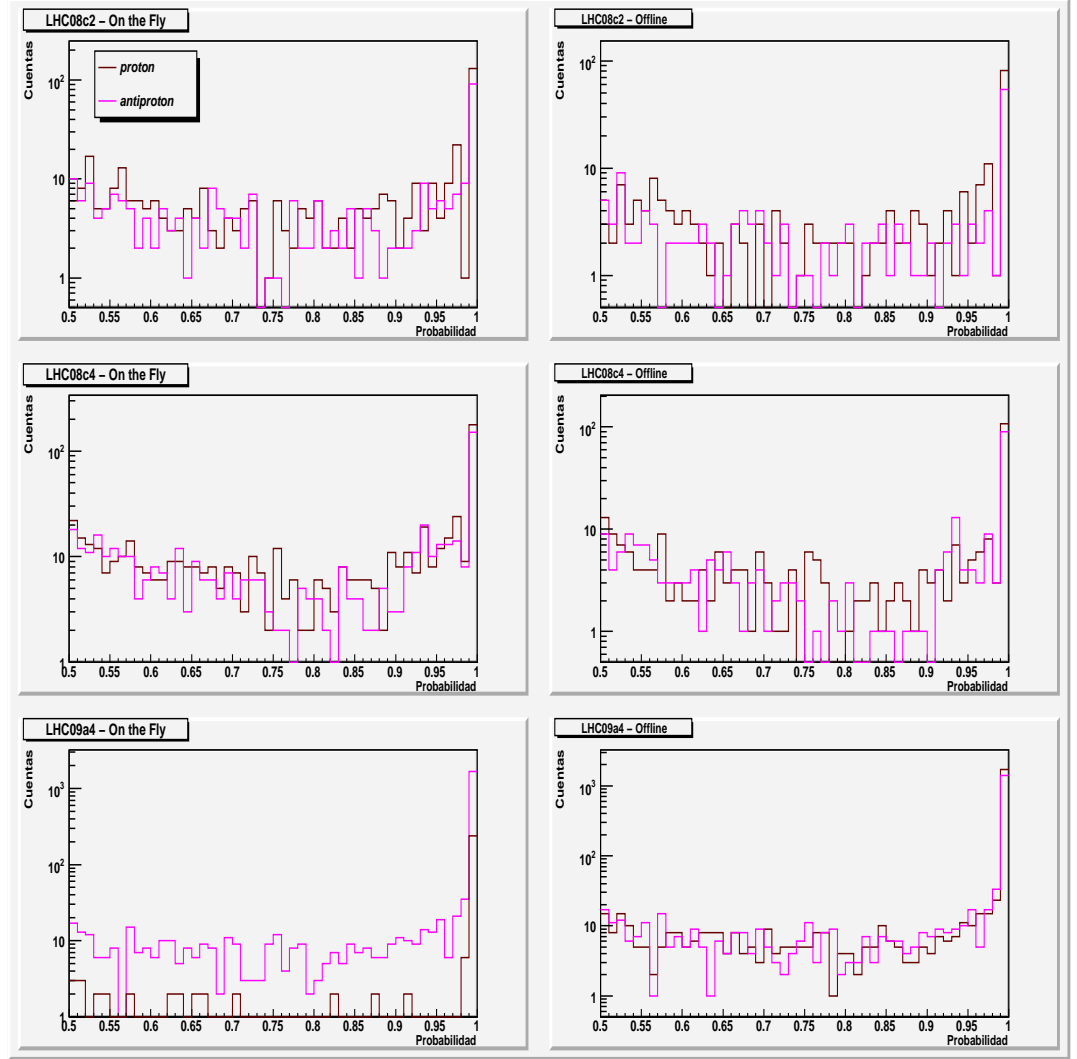 LHC08c2 – On the Fly
Cuentas
proton
antiproton
10²
10
1
0.5 0.55 0.6 0.65 0.7 0.75 0.8 0.85 0.9 0.95 1
Probabilidad
LHC08c2 – Offline
Cuentas
10²
10
1
0.5 0.55 0.6 0.65 0.7 0.75 0.8 0.85 0.9 0.95 1
Probabilidad
LHC08c4 – On the Fly
Cuentas
10²
10
1
0.5 0.55 0.6 0.65 0.7 0.75 0.8 0.85 0.9 0.95 1
Probabilidad
LHC08c4 – Offline
Cuentas
10²
10
1
0.5 0.55 0.6 0.65 0.7 0.75 0.8 0.85 0.9 0.95 1
Probabilidad
LHC09a4 – On the Fly
Cuentas
10³
10²
10
1
0.5 0.55 0.6 0.65 0.7 0.75 0.8 0.85 0.9 0.95 1
Probabilidad
LHC09a4 – Offline
Cuentas
10³
10²
10
1
0.5 0.55 0.6 0.65 0.7 0.75 0.8 0.85 0.9 0.95 1
Probabilidad